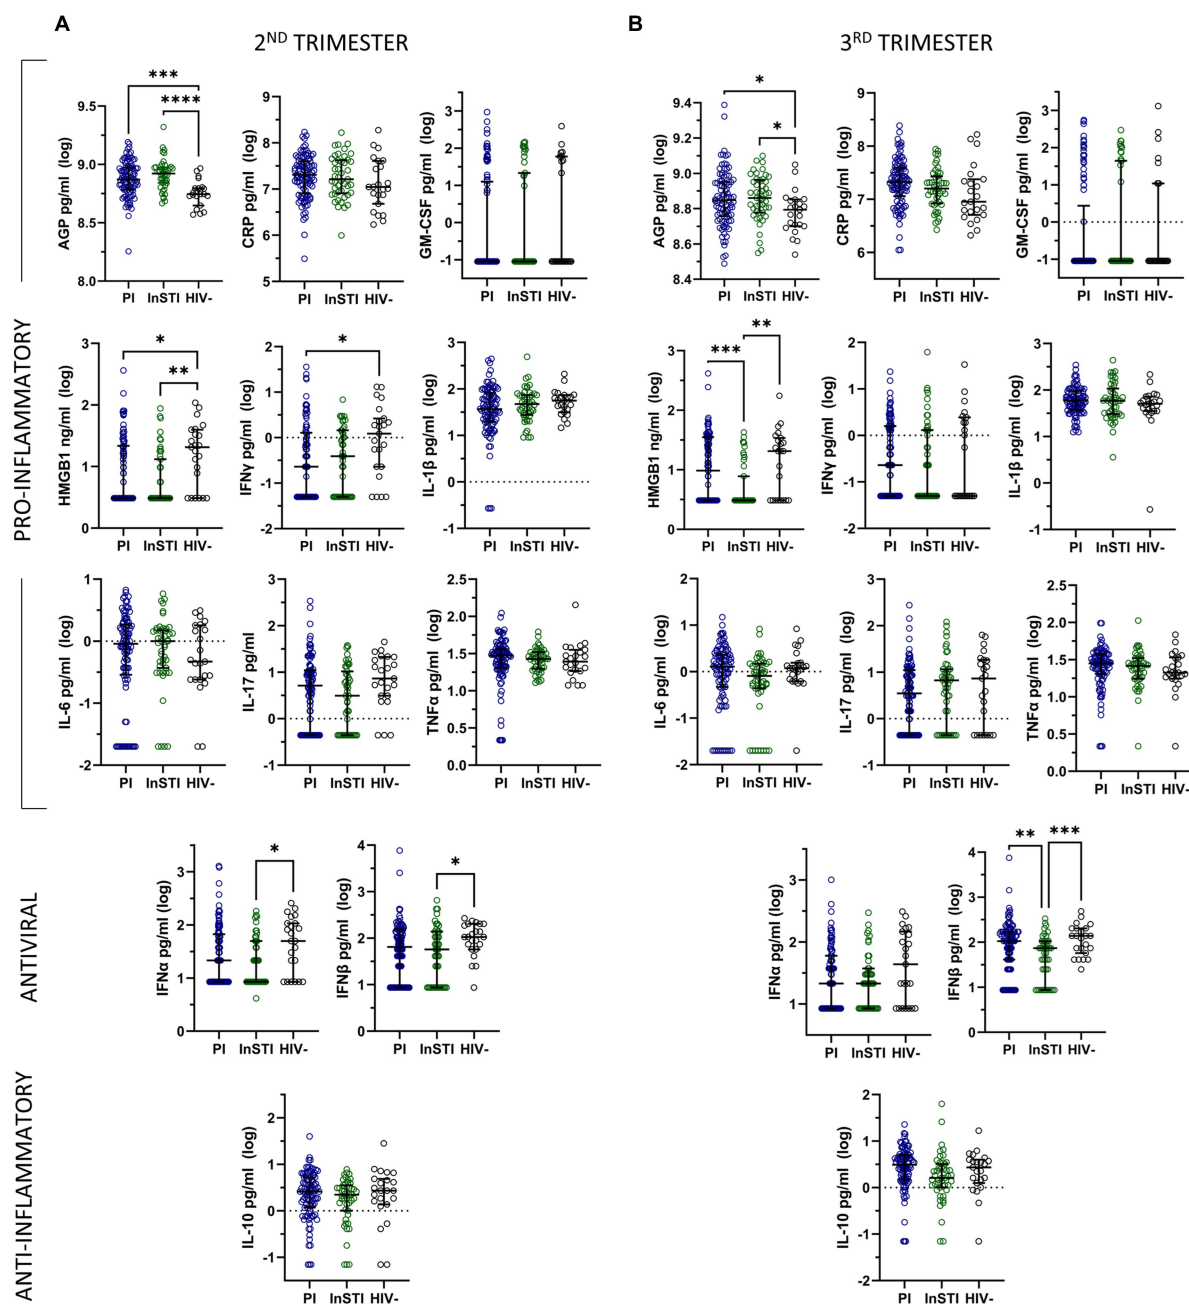 A
2ND TRIMESTER
B
3RD TRIMESTER
PRO-INFLAMMATORY
***
****
AGP pg/ml (log)
9.5
9.0
8.5
8.0
PI InSTI HIV-
CRP pg/ml (log)
9
8
7
6
5
PI InSTI HIV-
GM-CSF pg/ml (log)
3
2
1
0
-1
PI InSTI HIV-
*
*
AGP pg/ml (log)
9.4
9.2
9.0
8.8
8.6
8.4
PI InSTI HIV-
CRP pg/ml (log)
9
8
7
6
PI InSTI HIV-
GM-CSF pg/ml (log)
3
2
1
0
-1
PI InSTI HIV-
*
**
HMGB1 ng/ml (log)
3
2
1
0
PI InSTI HIV-
*
IFNγ pg/ml (log)
2
1
0
-1
-2
PI InSTI HIV-
IL-1β pg/ml (log)
3
2
1
0
-1
PI InSTI HIV-
**
***
HMGB1 ng/ml (log)
3
2
1
0
PI InSTI HIV-
IFNγ pg/ml (log)
2
1
0
-1
-2
PI InSTI HIV-
IL-1β pg/ml (log)
3
2
1
0
-1
PI InSTI HIV-
IL-6 pg/ml (log)
1
0
-1
-2
PI InSTI HIV-
IL-17 pg/ml
3
2
1
0
-1
PI InSTI HIV-
TNFα pg/ml (log)
2.5
2.0
1.5
1.0
0.5
0.0
PI InSTI HIV-
IL-6 pg/ml (log)
2
1
0
-1
-2
PI InSTI HIV-
IL-17 pg/ml (log)
3
2
1
0
-1
PI InSTI HIV-
TNFα pg/ml (log)
2.5
2.0
1.5
1.0
0.5
0.0
PI InSTI HIV-
ANTIVIRAL
*
IFNα pg/ml (log)
3
2
1
0
PI InSTI HIV-
*
IFNβ pg/ml (log)
4
3
2
1
0
PI InSTI HIV-
IFNα pg/ml (log)
3
2
1
PI InSTI HIV-
**
***
IFNβ pg/ml (log)
4
3
2
1
0
PI InSTI HIV-
ANTI-INFLAMMATORY
IL-10 pg/ml (log)
2
1
0
-1
PI InSTI HIV-
IL-10 pg/ml (log)
2
1
0
-1
-2
PI InSTI HIV-